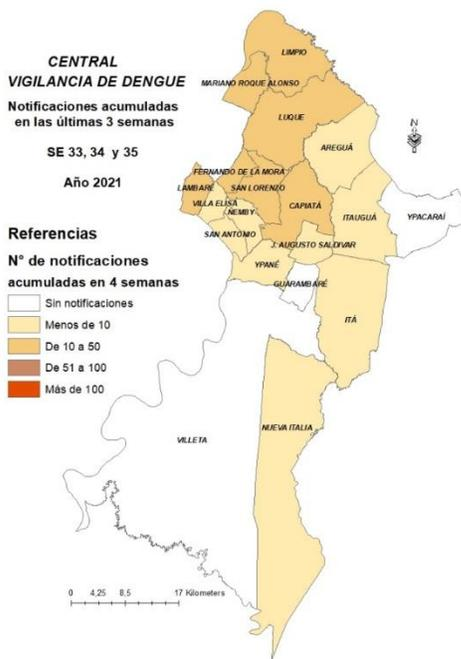 CENTRAL
VIGILANCIA DE DENGUE
Notificaciones acumuladas
en las últimas 3 semanas
SE 33, 34 y 35
Año 2021
Referencias
N° de notificaciones
acumuladas en 4 semanas
Sin notificaciones
Menos de 10
De 10 a 50
De 51 a 100
Más de 100
LIMPIO
MARIANO ROQUE ALONSO
LUQUE
N
AREGUÁ
FERNANDO DE LA MORA
LAMBARÉ
SAN LORENZO
VILLA ELISA
CAPIATÁ
ÑEMBY
ITAUGUÁ
YPACARAÍ
SAN ANTONIO
J. AUGUSTO SALDIVAR
YPANÉ
GUARAMBARÉ
ITÁ
NUEVA ITALIA
VILLETA
0 4,25 8,5 17 Kilometers